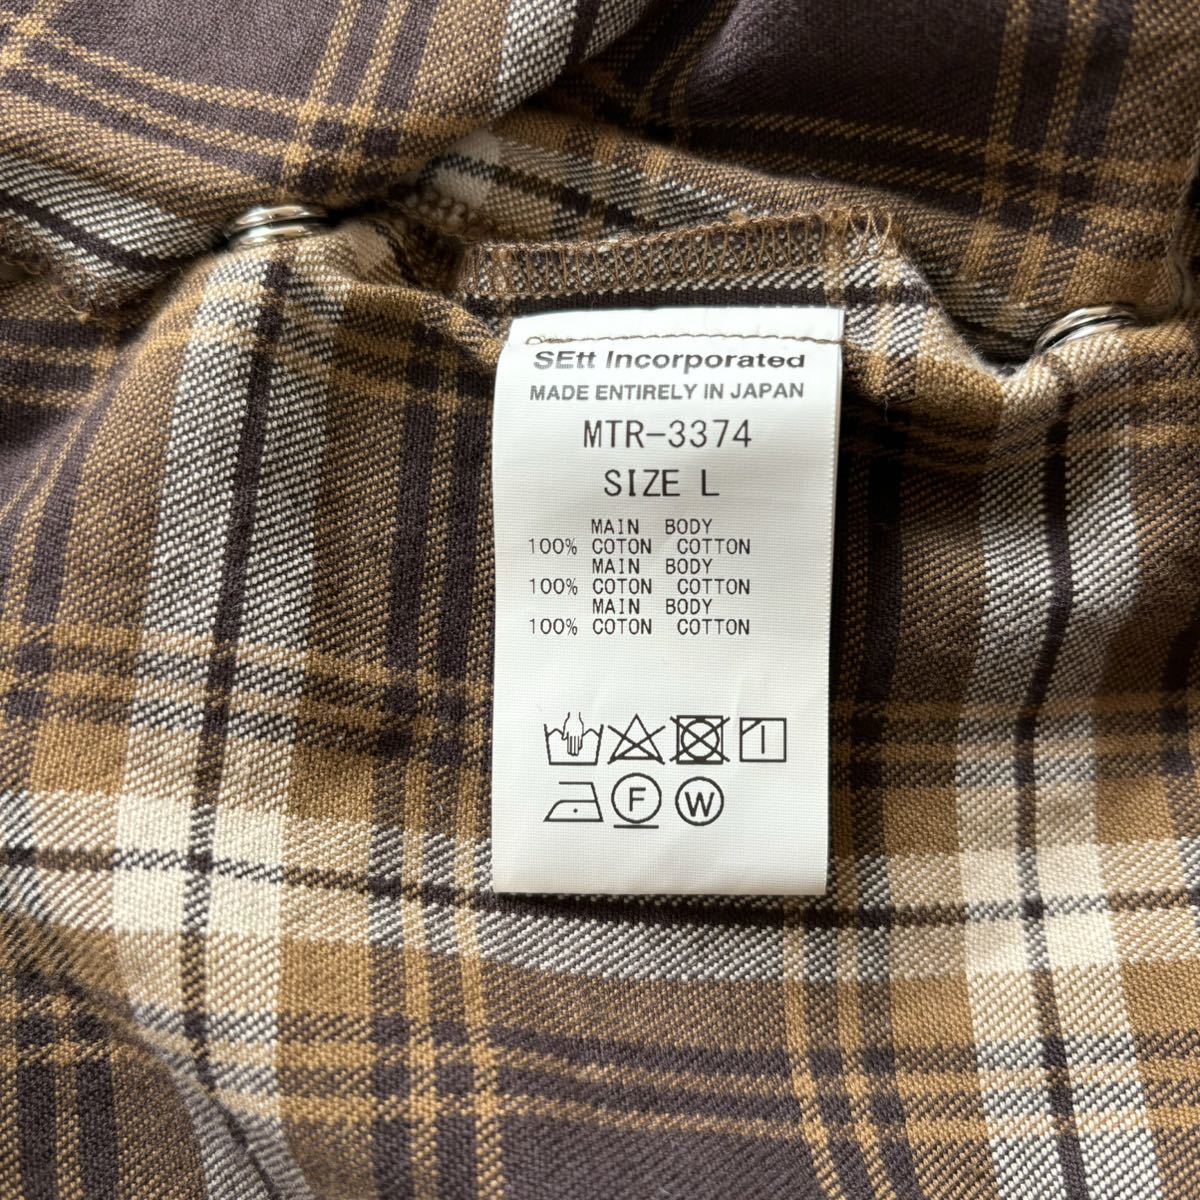 SEtt Incorporated
MADE ENTIRELY IN JAPAN
MTR-3374
SIZE L
MAIN BODY
100% COTON COTTON
MAIN BODY
100% COTON COTTON
MAIN BODY
100% COTON COTTON
F W